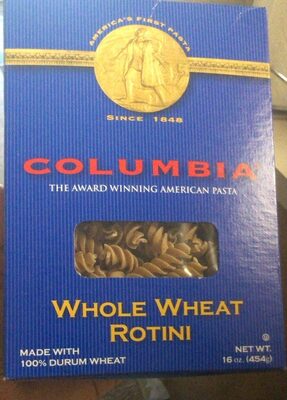 AMERICA'S FIRST PASTA
SINCE 1848
COLUMBIA
THE AWARD WINNING AMERICAN PASTA
WHOLE WHEAT
ROTINI
MADE WITH
100% DURUM WHEAT
NET WT.
16 oz. (454g)